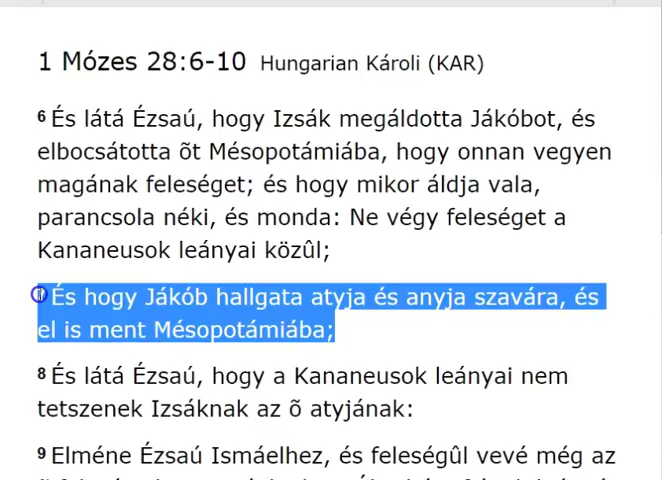 1 Mózes 28:6-10 Hungarian Károli (KAR)
6 És látá Ézsaú, hogy Izsák megáldotta Jákóbot, és
elbocsátotta õt Mésopotámiába, hogy onnan vegyen
magának feleséget; és hogy mikor áldja vala,
parancsola néki, és monda: Ne végy feleséget a
Kananeusok leányai közûl;
És hogy Jákób hallgata atyja és anyja szavára, és
el is ment Mésopotámiába;
8 És látá Ézsaú, hogy a Kananeusok leányai nem
tetszenek Izsáknak az õ atyjának:
9 Elméne Ézsaú Ismáelhez, és feleségûl vevé még az